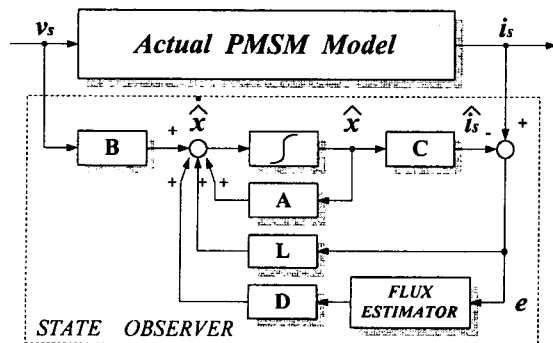 vs
Actual PMSM Model
is
x̂̇
x̂
îs
-
+
+
B
C
+
+
+
A
L
D
FLUX
ESTIMATOR
e
STATE OBSERVER